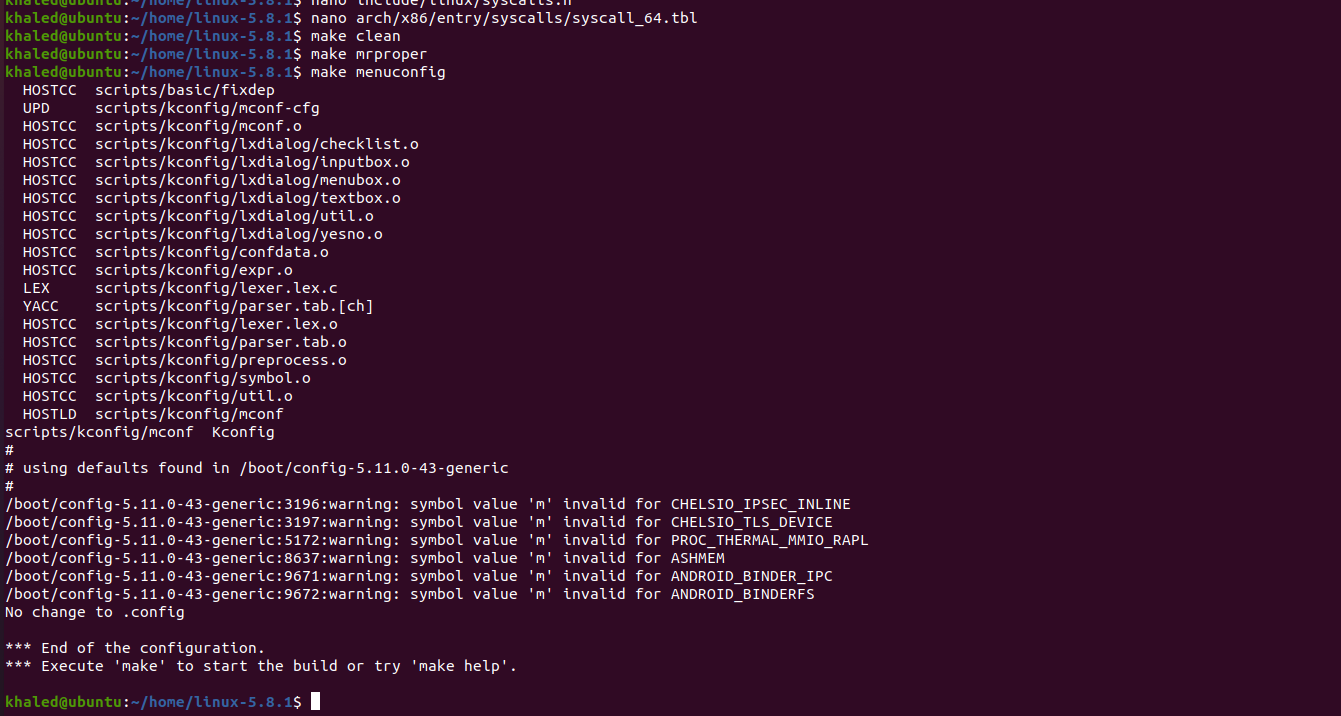 khaled@ubuntu:~/home/linux-5.8.1$ nano include/linux/syscalls.h
khaled@ubuntu:~/home/linux-5.8.1$ nano arch/x86/entry/syscalls/syscall_64.tbl
khaled@ubuntu:~/home/linux-5.8.1$ make clean
khaled@ubuntu:~/home/linux-5.8.1$ make mrproper
khaled@ubuntu:~/home/linux-5.8.1$ make menuconfig
  HOSTCC  scripts/basic/fixdep
  UPD     scripts/kconfig/mconf-cfg
  HOSTCC  scripts/kconfig/mconf.o
  HOSTCC  scripts/kconfig/lxdialog/checklist.o
  HOSTCC  scripts/kconfig/lxdialog/inputbox.o
  HOSTCC  scripts/kconfig/lxdialog/menubox.o
  HOSTCC  scripts/kconfig/lxdialog/textbox.o
  HOSTCC  scripts/kconfig/lxdialog/util.o
  HOSTCC  scripts/kconfig/lxdialog/yesno.o
  HOSTCC  scripts/kconfig/confdata.o
  HOSTCC  scripts/kconfig/expr.o
  LEX     scripts/kconfig/lexer.lex.c
  YACC    scripts/kconfig/parser.tab.[ch]
  HOSTCC  scripts/kconfig/lexer.lex.o
  HOSTCC  scripts/kconfig/parser.tab.o
  HOSTCC  scripts/kconfig/preprocess.o
  HOSTCC  scripts/kconfig/symbol.o
  HOSTCC  scripts/kconfig/util.o
  HOSTLD  scripts/kconfig/mconf
scripts/kconfig/mconf  Kconfig
#
# using defaults found in /boot/config-5.11.0-43-generic
#
/boot/config-5.11.0-43-generic:3196:warning: symbol value 'm' invalid for CHELSIO_IPSEC_INLINE
/boot/config-5.11.0-43-generic:3197:warning: symbol value 'm' invalid for CHELSIO_TLS_DEVICE
/boot/config-5.11.0-43-generic:5172:warning: symbol value 'm' invalid for PROC_THERMAL_MMIO_RAPL
/boot/config-5.11.0-43-generic:8637:warning: symbol value 'm' invalid for ASHMEM
/boot/config-5.11.0-43-generic:9671:warning: symbol value 'm' invalid for ANDROID_BINDER_IPC
/boot/config-5.11.0-43-generic:9672:warning: symbol value 'm' invalid for ANDROID_BINDERFS
No change to .config
*** End of the configuration.
*** Execute 'make' to start the build or try 'make help'.
khaled@ubuntu:~/home/linux-5.8.1$